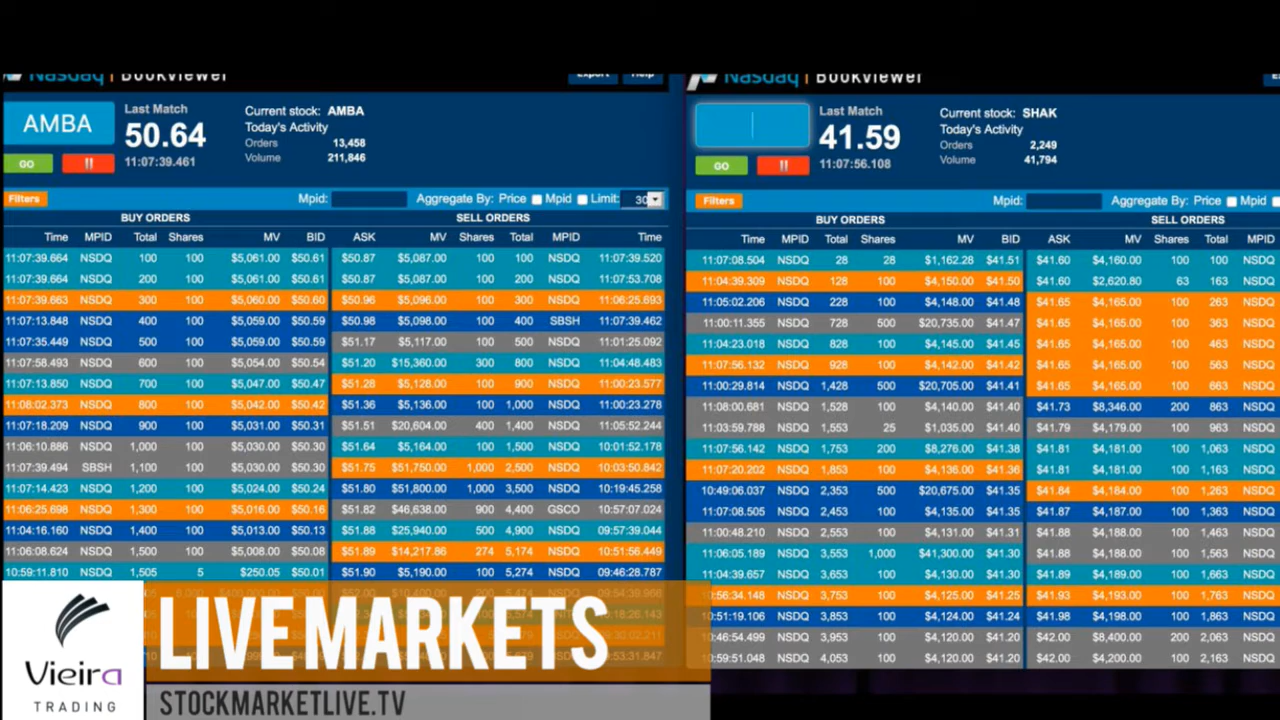 Nasdaq | Bookviewer Export Help
AMBA
Last Match
50.64
11:07:39.461
Current stock: AMBA
Today's Activity
Orders 13,458
Volume 211,846
GO
Filters Mpid: Aggregate By: Price Mpid Limit: 30
BUY ORDERS SELL ORDERS
Time MPID Total Shares MV BID ASK MV Shares Total MPID Time
11:07:39.664 NSDQ 100 100 $5,061.00 $50.61 $50.87 $5,087.00 100 100 NSDQ 11:07:39.520
11:07:39.664 NSDQ 200 100 $5,061.00 $50.61 $50.87 $5,087.00 100 200 NSDQ 11:07:53.708
11:07:39.663 NSDQ 300 100 $5,060.00 $50.60 $50.96 $5,096.00 100 300 NSDQ 11:06:25.693
11:07:13.848 NSDQ 400 100 $5,059.00 $50.59 $50.98 $5,098.00 100 400 SBSH 11:07:39.462
11:07:35.449 NSDQ 500 100 $5,059.00 $50.59 $51.17 $5,117.00 100 500 NSDQ 11:01:25.092
11:07:58.493 NSDQ 600 100 $5,054.00 $50.54 $51.20 $15,360.00 300 800 NSDQ 11:04:48.483
11:07:13.850 NSDQ 700 100 $5,047.00 $50.47 $51.28 $5,128.00 100 900 NSDQ 11:00:23.577
11:08:02.373 NSDQ 800 100 $5,042.00 $50.42 $51.36 $5,136.00 100 1,000 NSDQ 11:00:23.278
11:07:18.209 NSDQ 900 100 $5,031.00 $50.31 $51.51 $20,604.00 400 1,400 NSDQ 11:05:52.244
11:06:10.886 NSDQ 1,000 100 $5,030.00 $50.30 $51.64 $5,164.00 100 1,500 NSDQ 10:01:52.178
11:07:39.494 SBSH 1,100 100 $5,030.00 $50.30 $51.75 $51,750.00 1,000 2,500 NSDQ 10:03:50.842
11:07:14.423 NSDQ 1,200 100 $5,024.00 $50.24 $51.80 $51,800.00 1,000 3,500 NSDQ 10:19:45.258
11:06:25.698 NSDQ 1,300 100 $5,016.00 $50.16 $51.82 $46,638.00 900 4,400 GSCO 10:57:07.024
11:04:16.160 NSDQ 1,400 100 $5,013.00 $50.13 $51.88 $25,940.00 500 4,900 NSDQ 09:57:39.044
11:06:08.624 NSDQ 1,500 100 $5,008.00 $50.08 $51.89 $14,217.86 274 5,174 NSDQ 10:51:56.449
10:59:11.810 NSDQ 1,505 5 $250.05 $50.01 $51.90 $5,190.00 100 5,274 NSDQ 09:46:28.787
Nasdaq | Bookviewer
Last Match
41.59
11:07:56.108
Current stock: SHAK
Today's Activity
Orders 2,249
Volume 41,794
GO
Filters Mpid: Aggregate By: Price Mpid
BUY ORDERS SELL ORDERS
Time MPID Total Shares MV BID ASK MV Shares Total MPID
11:07:08.504 NSDQ 28 28 $1,162.28 $41.51 $41.60 $4,160.00 100 100 NSDQ
11:04:39.309 NSDQ 128 100 $4,150.00 $41.50 $41.60 $2,620.80 63 163 NSDQ
11:05:02.206 NSDQ 228 100 $4,148.00 $41.48 $41.65 $4,165.00 100 263 NSDQ
11:00:11.355 NSDQ 728 500 $20,735.00 $41.47 $41.65 $4,165.00 100 363 NSDQ
11:04:23.018 NSDQ 828 100 $4,145.00 $41.45 $41.65 $4,165.00 100 463 NSDQ
11:07:56.132 NSDQ 928 100 $4,142.00 $41.42 $41.65 $4,165.00 100 563 NSDQ
11:00:29.814 NSDQ 1,428 500 $20,705.00 $41.41 $41.65 $4,165.00 100 663 NSDQ
11:08:00.681 NSDQ 1,528 100 $4,140.00 $41.40 $41.73 $8,346.00 200 863 NSDQ
11:03:59.788 NSDQ 1,553 25 $1,035.00 $41.40 $41.79 $4,179.00 100 963 NSDQ
11:07:56.142 NSDQ 1,753 200 $8,276.00 $41.38 $41.81 $4,181.00 100 1,063 NSDQ
11:07:20.202 NSDQ 1,853 100 $4,136.00 $41.36 $41.81 $4,181.00 100 1,163 NSDQ
10:49:06.037 NSDQ 2,353 500 $20,675.00 $41.35 $41.84 $4,184.00 100 1,263 NSDQ
11:07:08.505 NSDQ 2,453 100 $4,135.00 $41.35 $41.87 $4,187.00 100 1,363 NSDQ
11:00:48.210 NSDQ 2,553 100 $4,131.00 $41.31 $41.88 $4,188.00 100 1,463 NSDQ
11:06:05.189 NSDQ 3,553 1,000 $41,300.00 $41.30 $41.88 $4,188.00 100 1,563 NSDQ
11:04:39.657 NSDQ 3,653 100 $4,130.00 $41.30 $41.89 $4,189.00 100 1,663 NSDQ
10:56:34.148 NSDQ 3,753 100 $4,125.00 $41.25 $41.93 $4,193.00 100 1,763 NSDQ
10:51:19.106 NSDQ 3,853 100 $4,124.00 $41.24 $41.98 $4,198.00 100 1,863 NSDQ
10:46:54.499 NSDQ 3,953 100 $4,120.00 $41.20 $42.00 $8,400.00 200 2,063 NSDQ
10:59:51.048 NSDQ 4,053 100 $4,120.00 $41.20 $42.00 $4,200.00 100 2,163 NSDQ
Vieira
TRADING
LIVE MARKETS
STOCKMARKETLIVE.TV